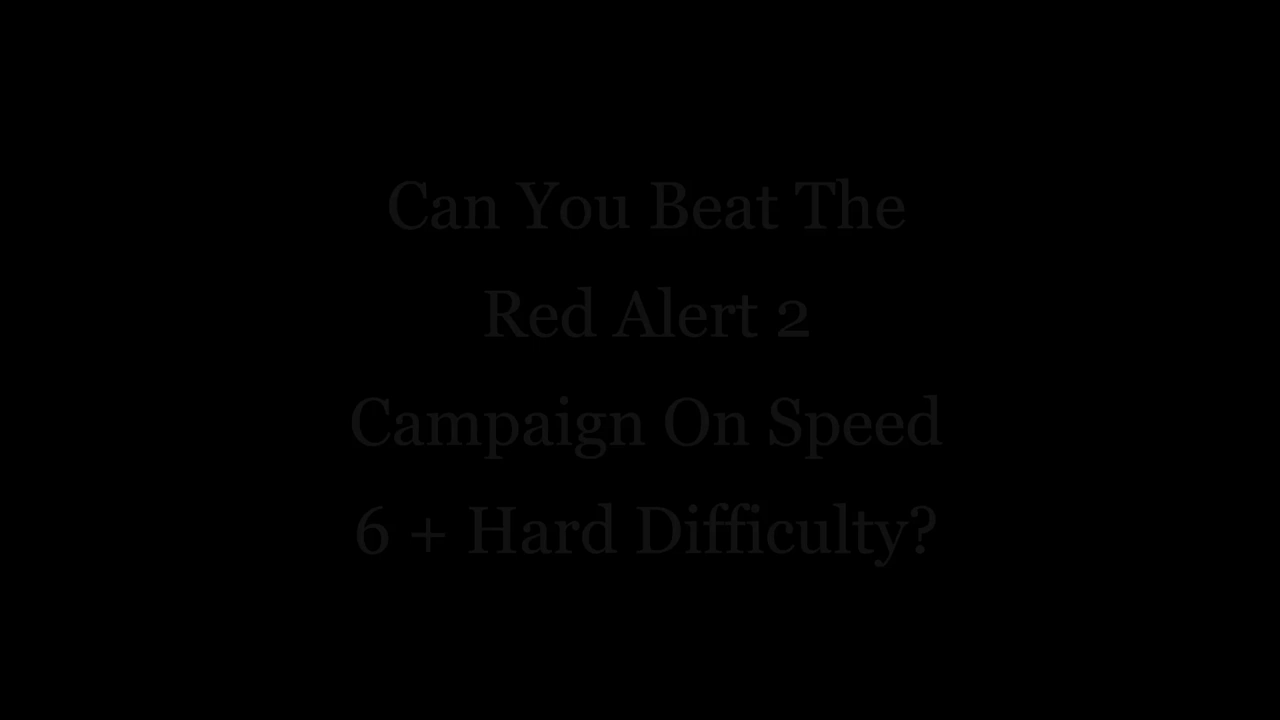 Can You Beat The
Red Alert 2
Campaign On Speed
6 + Hard Difficulty?